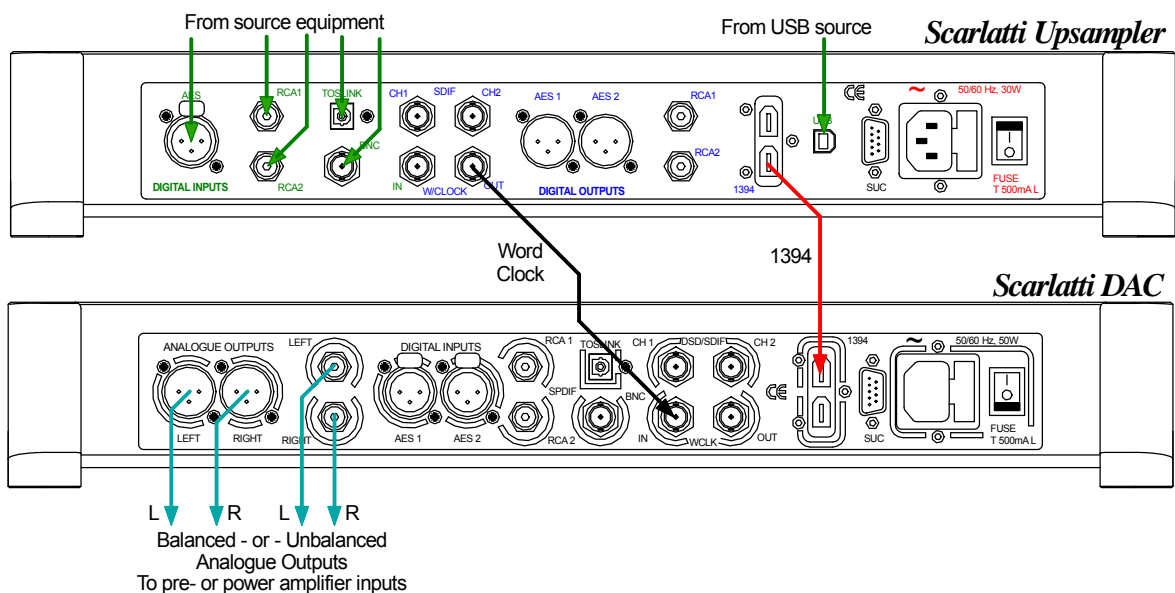 From source equipment
From USB source
Scarlatti Upsampler
AES
RCA1
TOSLINK
CH1
SDIF
CH2
AES 1
AES 2
RCA1
CE
~
50/60 Hz, 30W
USB
BNC
RCA2
DIGITAL INPUTS
RCA2
IN
W/CLOCK
OUT
DIGITAL OUTPUTS
1394
SUC
FUSE
T 500mA L
Word
Clock
1394
Scarlatti DAC
ANALOGUE OUTPUTS
LEFT
DIGITAL INPUTS
RCA 1
TOSLINK
CH 1
DSD/SDIF
CH 2
1394
~
50/60 Hz, 50W
SPDIF
BNC
CE
LEFT
RIGHT
RIGHT
AES 1
AES 2
RCA 2
IN
WCLK
OUT
SUC
FUSE
T 500mA L
L
R
L
R
Balanced - or - Unbalanced
Analogue Outputs
To pre- or power amplifier inputs